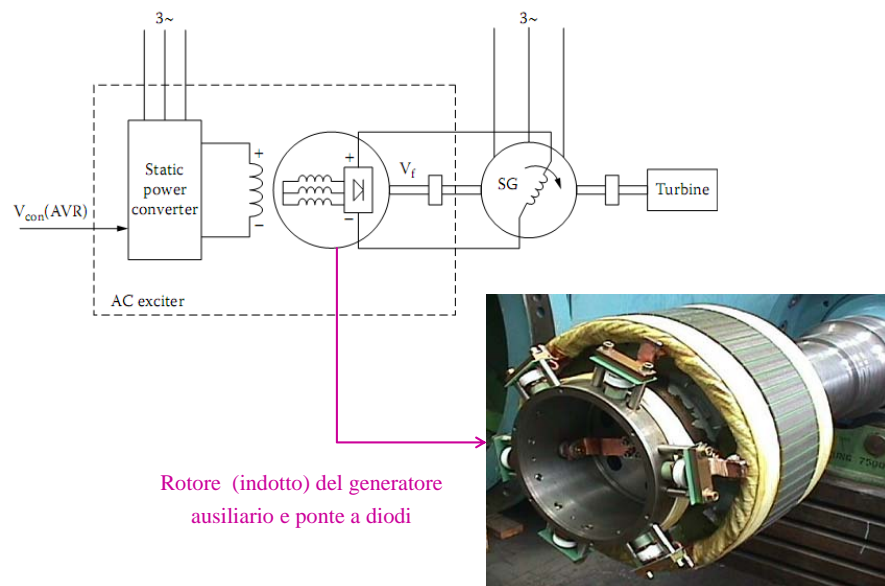 3~
3~
Static
power
converter
V_con(AVR)
+
−
+
−
V_f
SG
Turbine
AC exciter
Rotore (indotto) del generatore
ausiliario e ponte a diodi